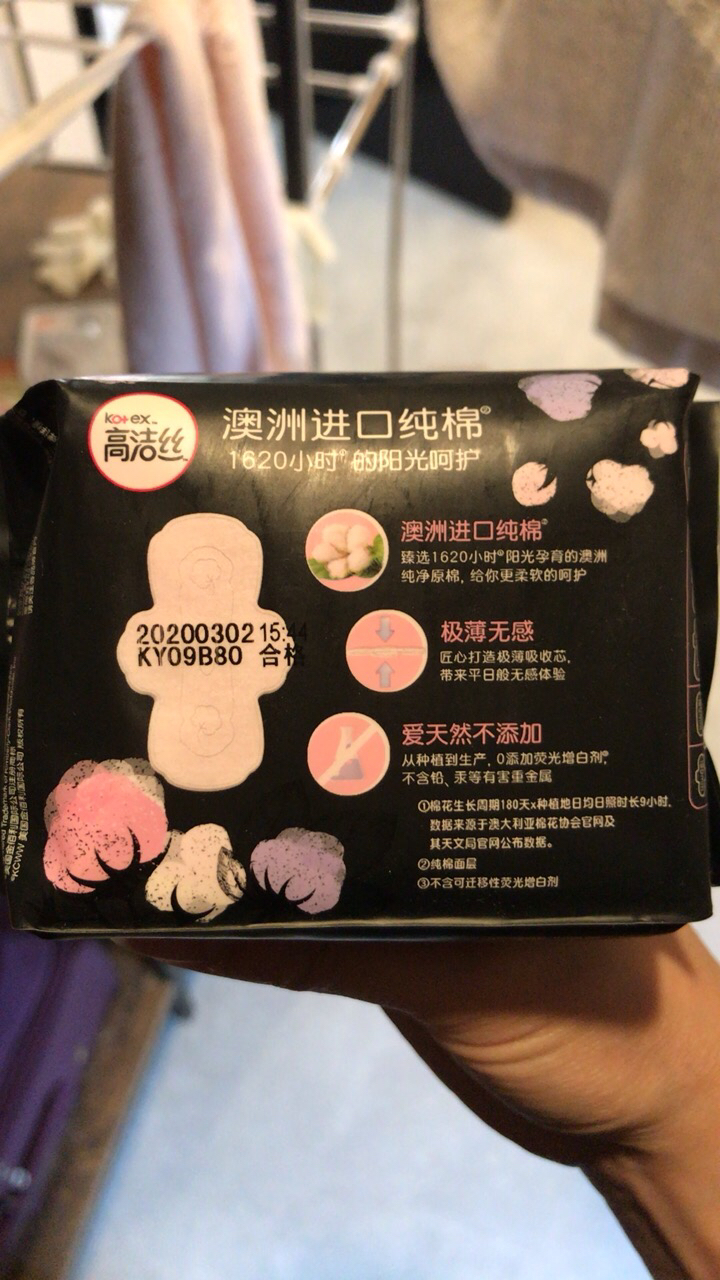 Kotex
高洁丝
澳洲进口纯棉②
1620小时①的阳光呵护
澳洲进口纯棉②
臻选1620小时①阳光孕育的澳洲
纯净原棉, 给你更柔软的呵护
20200302 15:44
KY09B80 合格
极薄无感
匠心打造极薄吸收芯,
带来平日般无感体验
爱天然不添加
从种植到生产, 0添加荧光增白剂③
不含铅、汞等有害重金属
①棉花生长周期180天x种植地日均日照时长9小时.
数据来源于澳大利亚棉花协会官网及
其天文局官网公布数据。
②纯棉面层
③不含可迁移性荧光增白剂